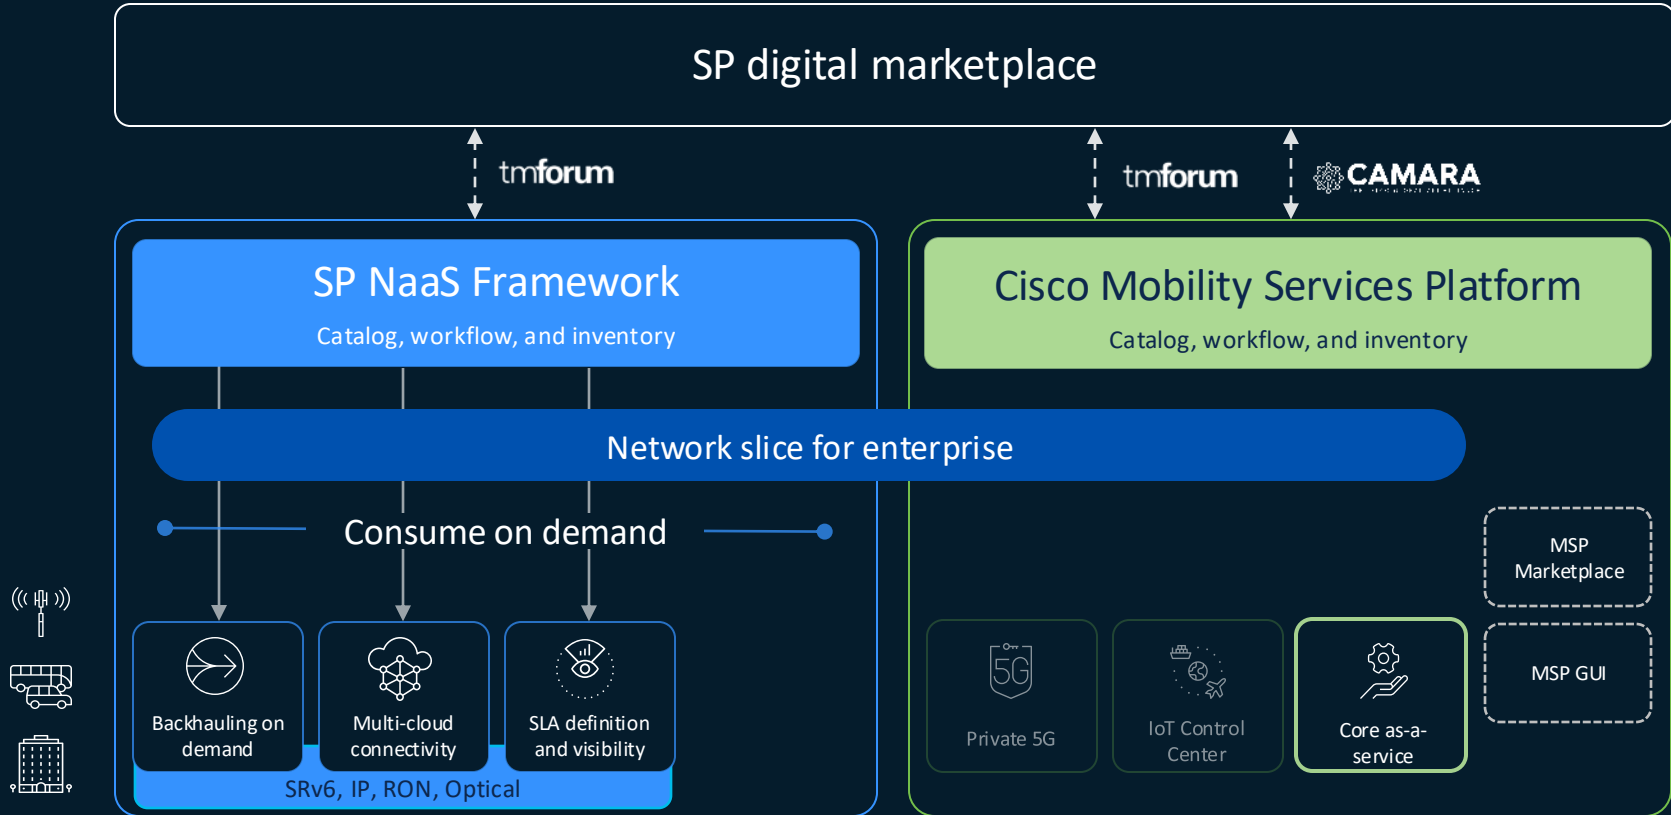 SP digital marketplace
tmforum
tmforum
CAMARA
SP NaaS Framework
Catalog, workflow, and inventory
Cisco Mobility Services Platform
Catalog, workflow, and inventory
Network slice for enterprise
Consume on demand
MSP
Marketplace
MSP GUI
Backhauling on
demand
Multi-cloud
connectivity
SLA definition
and visibility
SRv6, IP, RON, Optical
5G
Private 5G
IoT Control
Center
Core as-a-
service